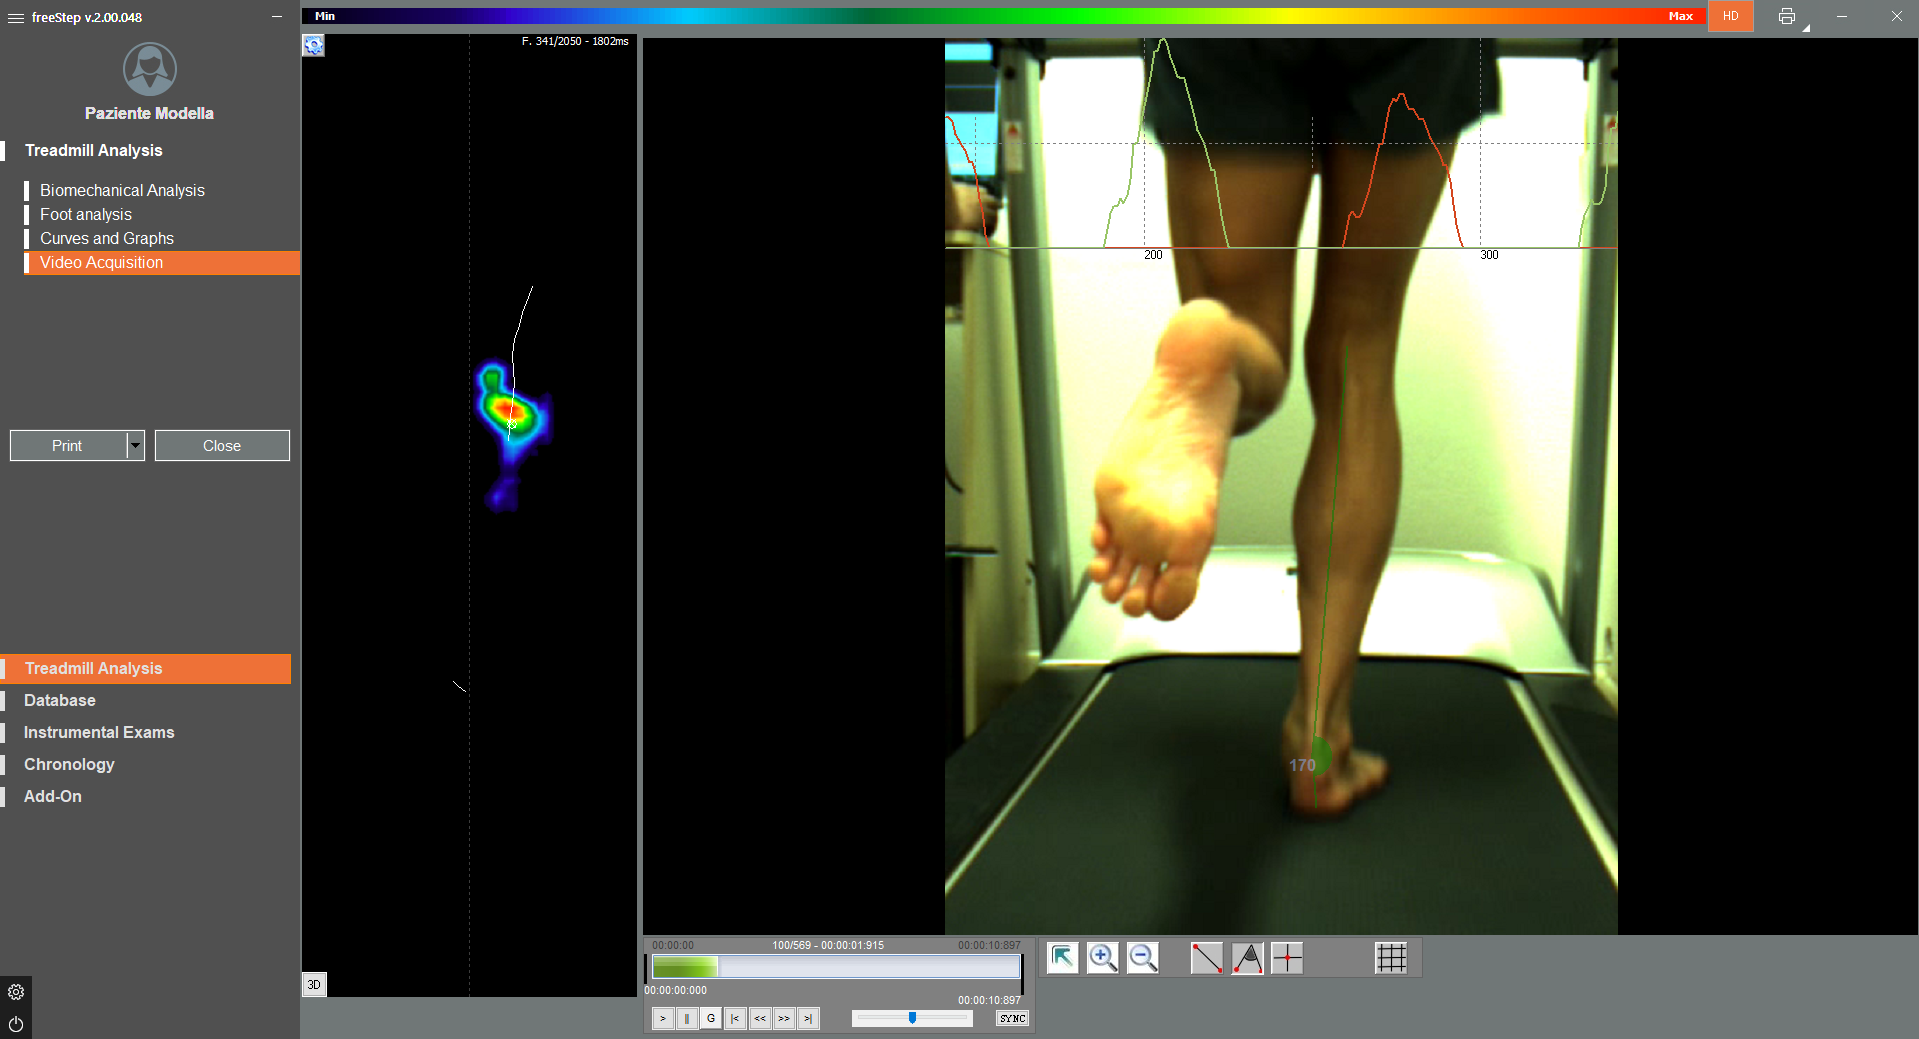 freeStep v.2.00.048
Paziente Modella
Treadmill Analysis
Biomechanical Analysis
Foot analysis
Curves and Graphs
Video Acquisition
Print
Close
Treadmill Analysis
Database
Instrumental Exams
Chronology
Add-On
Min
Max
HD
F. 341/2050 - 1802ms
3D
200
300
170
00:00:00
100/569 - 00:00:01:915
00:00:10:897
00:00:00:000
00:00:10:897
> || G |< << >> >|
SYNC